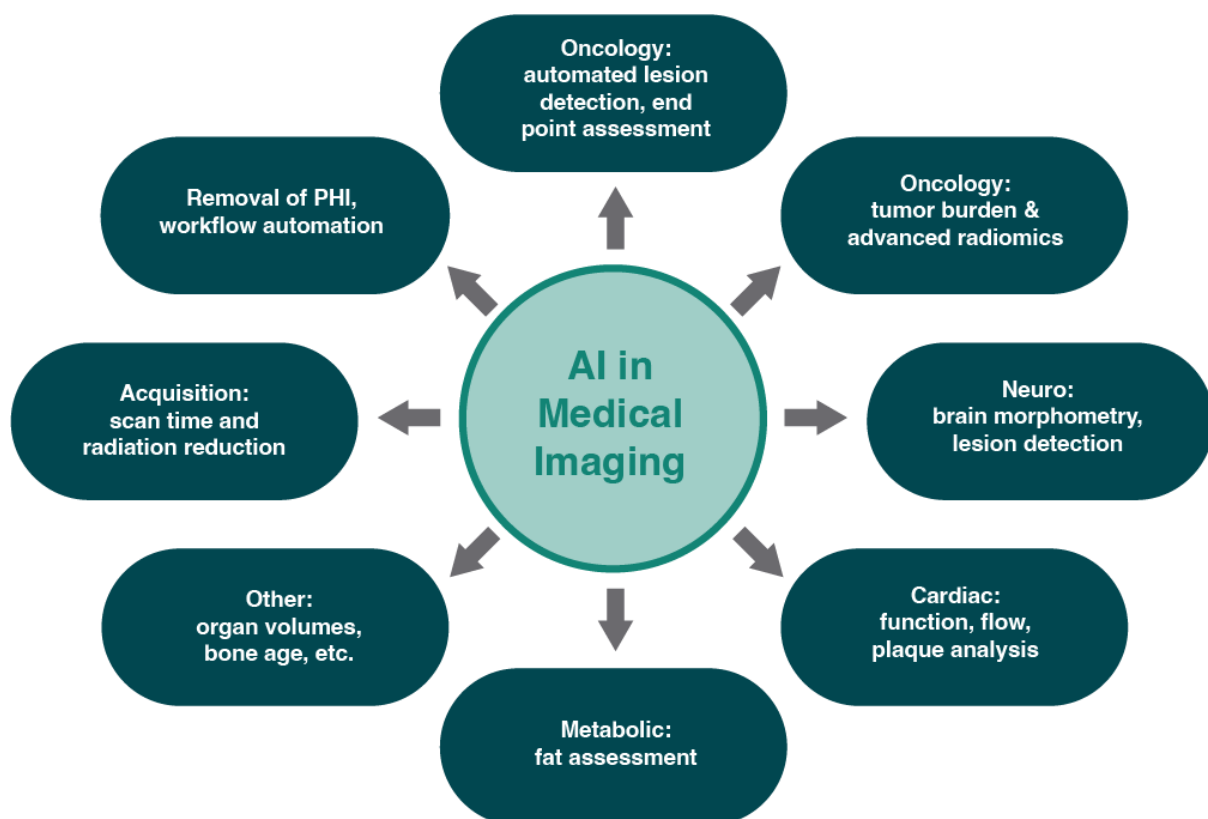 Oncology:
automated lesion
detection, end
point assessment
Oncology:
tumor burden &
advanced radiomics
Neuro:
brain morphometry,
lesion detection
Cardiac:
function, flow,
plaque analysis
Metabolic:
fat assessment
Other:
organ volumes,
bone age, etc.
Acquisition:
scan time and
radiation reduction
Removal of PHI,
workflow automation
AI in
Medical
Imaging